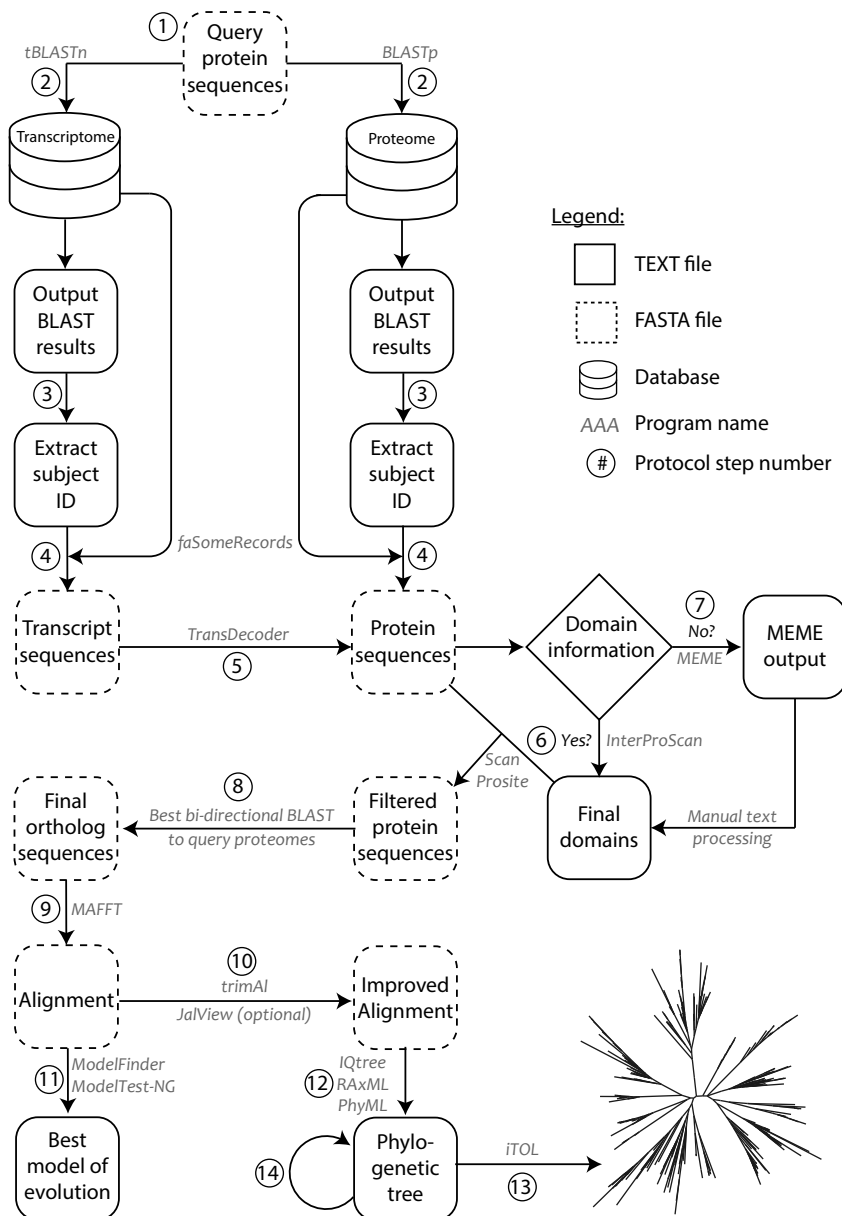 1
Query
protein
sequences
tBLASTn
2
BLASTp
2
Transcriptome
Proteome
Output
BLAST
results
Output
BLAST
results
3
3
Extract
subject
ID
Extract
subject
ID
4
faSomeRecords
4
Legend:
TEXT file
FASTA file
Database
AAA Program name
# Protocol step number
Transcript
sequences
TransDecoder
5
Protein
sequences
Domain
information
7
No?
MEME
MEME
output
6 Yes? InterProScan
Scan
Prosite
Final
domains
Manual text
processing
Filtered
protein
sequences
8
Best bi-directional BLAST
to query proteomes
Final
ortholog
sequences
9 MAFFT
Alignment
10
trimAl
JalView (optional)
Improved
Alignment
11
ModelFinder
ModelTest-NG
12
IQtree
RAxML
PhyML
Best
model of
evolution
14
Phylo-
genetic
tree
iTOL
13